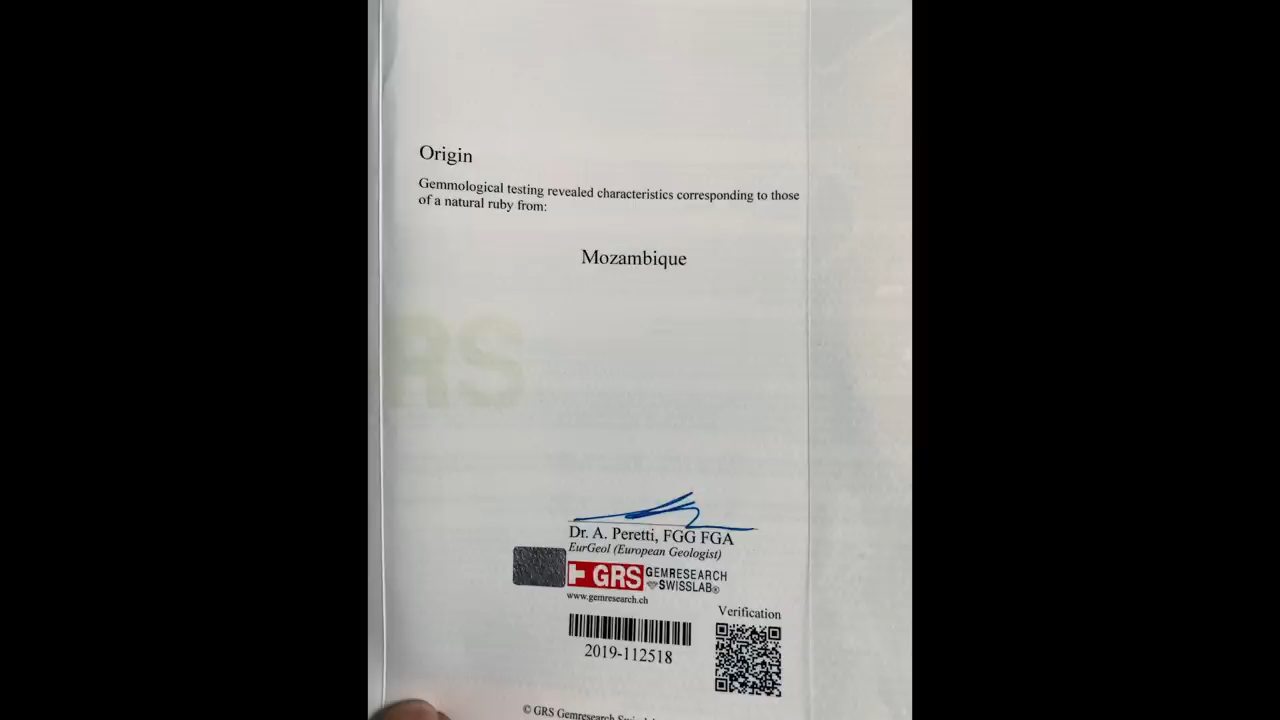 Origin
Gemmological testing revealed characteristics corresponding to those
of a natural ruby from:
Mozambique
GRS
Dr. A. Peretti, FGG FGA
EurGeol (European Geologist)
GRS GEMRESEARCH
SWISSLAB®
www.gemresearch.ch
Verification
2019-112518
© GRS Gemresearch